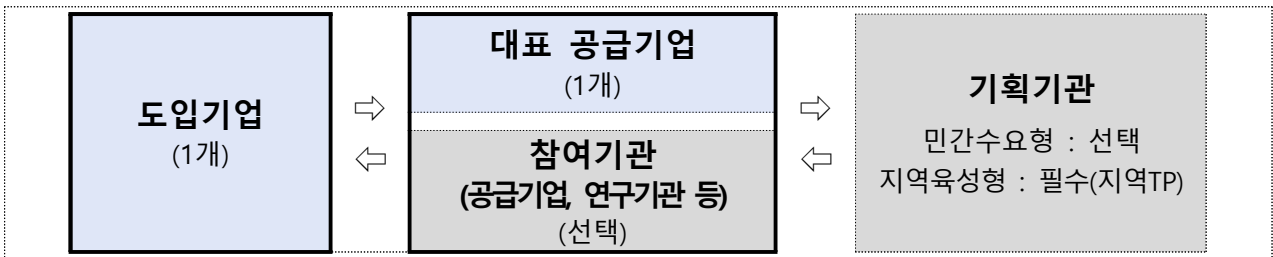 도입기업
(1개)
⇨
⇦
대표 공급기업
(1개)
참여기관
(공급기업, 연구기관 등)
(선택)
⇨
⇦
기획기관
민간수요형 : 선택
지역육성형 : 필수(지역TP)